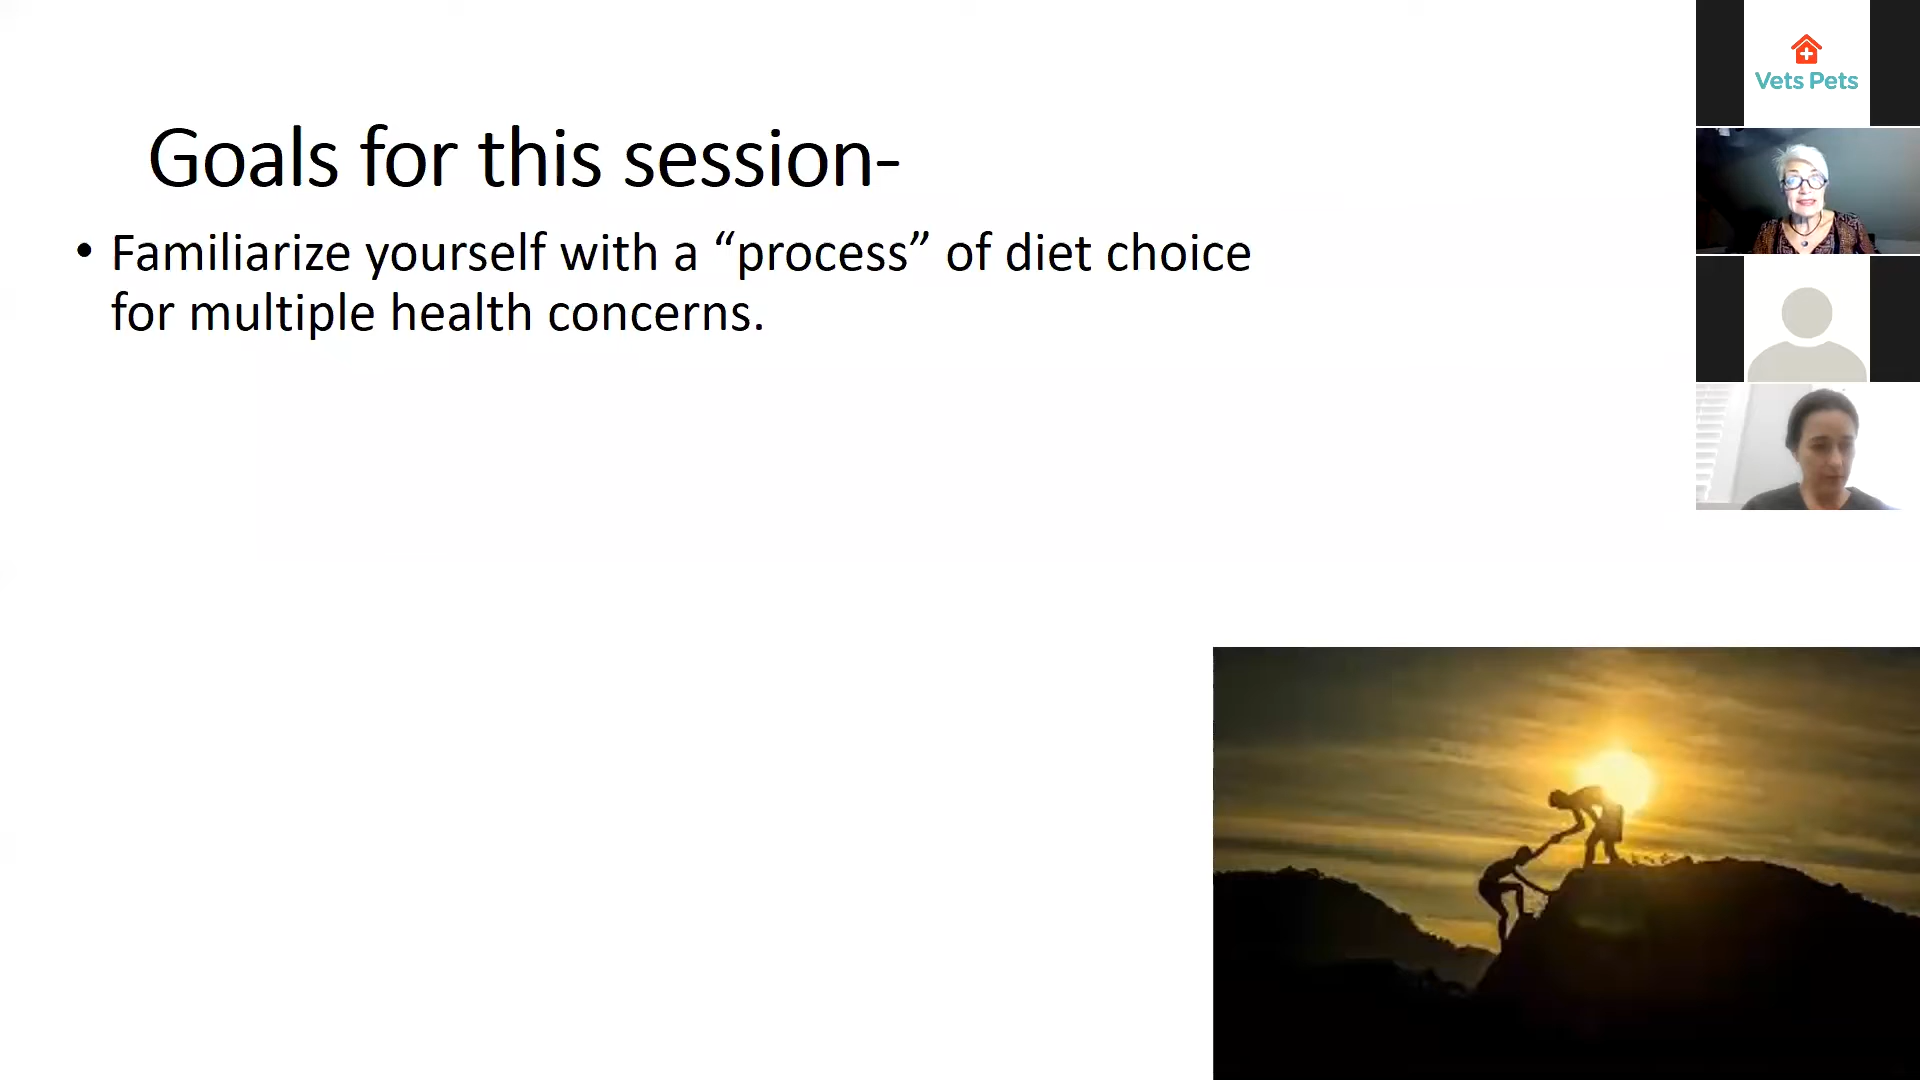 Goals for this session-
• Familiarize yourself with a “process” of diet choice
for multiple health concerns.
Vets Pets